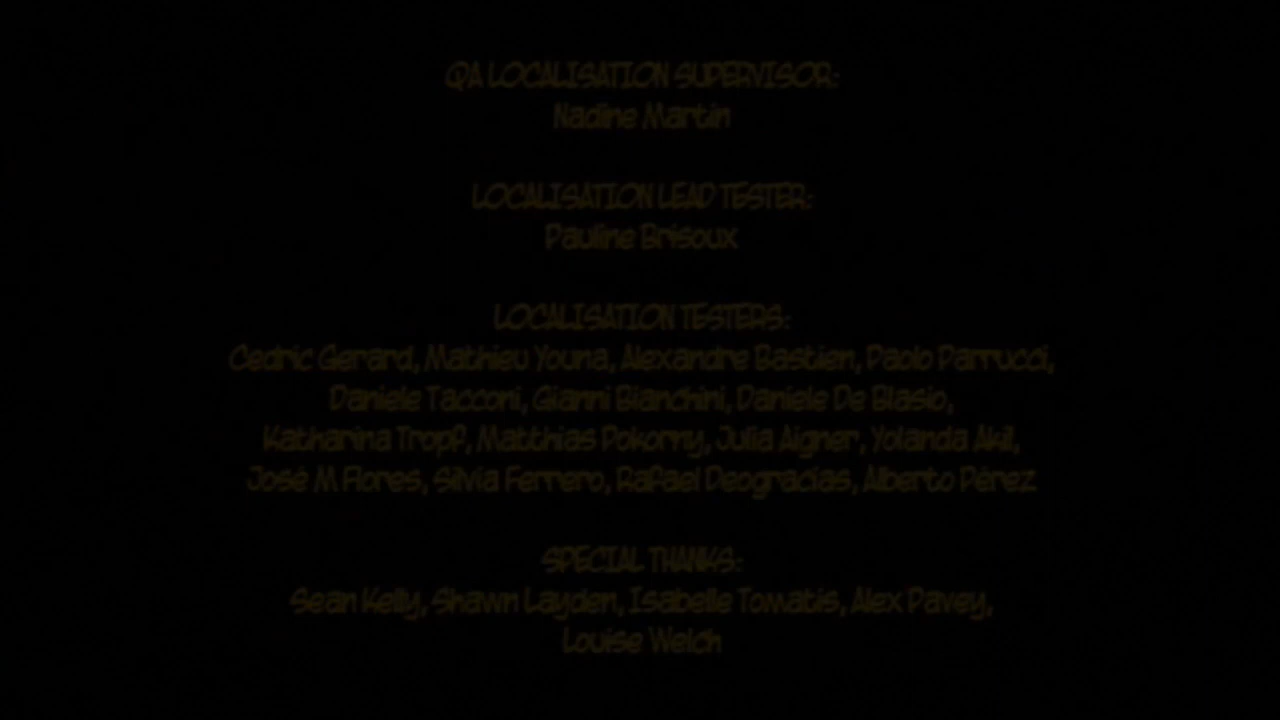 QA LOCALISATION SUPERVISOR:
Nadine Martin
LOCALISATION LEAD TESTER:
Pauline Brisoux
LOCALISATION TESTERS:
Cedric Gerard, Mathieu Youna, Alexandre Bastien, Paolo Parrucci,
Daniele Tacconi, Gianni Bianchini, Daniele De Blasio,
Katharina Tropf, Matthias Pokorny, Julia Aigner, Yolanda Akil,
José M Flores, Silvia Ferrero, Rafael Deogracias, Alberto Pérez
SPECIAL THANKS:
Sean Kelly, Shawn Layden, Isabelle Tomatis, Alex Pavey,
Louise Welch